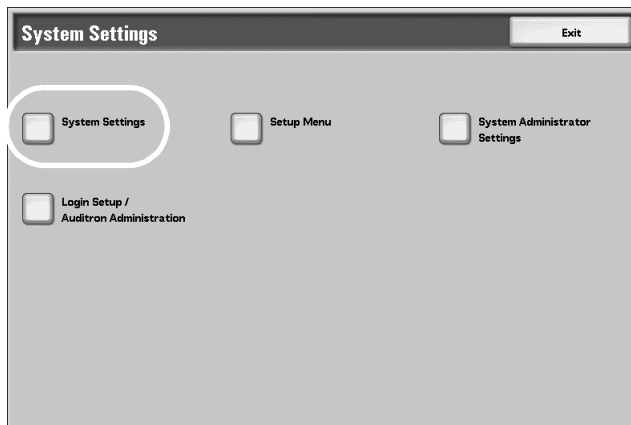 System Settings
Exit
System Settings
Setup Menu
System Administrator
Settings
Login Setup /
Auditron Administration